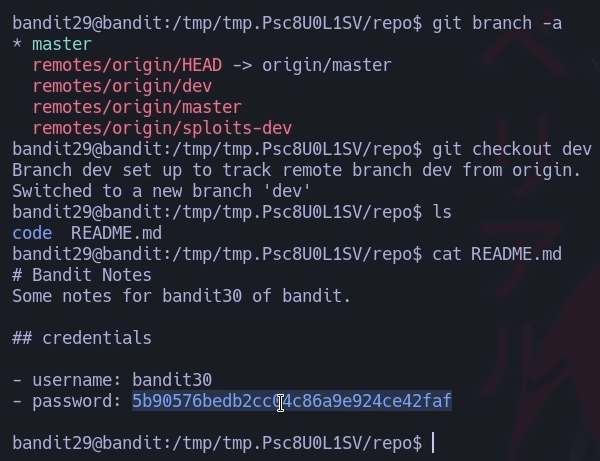 bandit29@bandit:/tmp/tmp.Psc8U0L1SV/repo$ git branch -a
* master
  remotes/origin/HEAD -> origin/master
  remotes/origin/dev
  remotes/origin/master
  remotes/origin/sploits-dev
bandit29@bandit:/tmp/tmp.Psc8U0L1SV/repo$ git checkout dev
Branch dev set up to track remote branch dev from origin.
Switched to a new branch 'dev'
bandit29@bandit:/tmp/tmp.Psc8U0L1SV/repo$ ls
code  README.md
bandit29@bandit:/tmp/tmp.Psc8U0L1SV/repo$ cat README.md
# Bandit Notes
Some notes for bandit30 of bandit.

## credentials

- username: bandit30
- password: 5b90576bedb2cc04c86a9e924ce42faf

bandit29@bandit:/tmp/tmp.Psc8U0L1SV/repo$